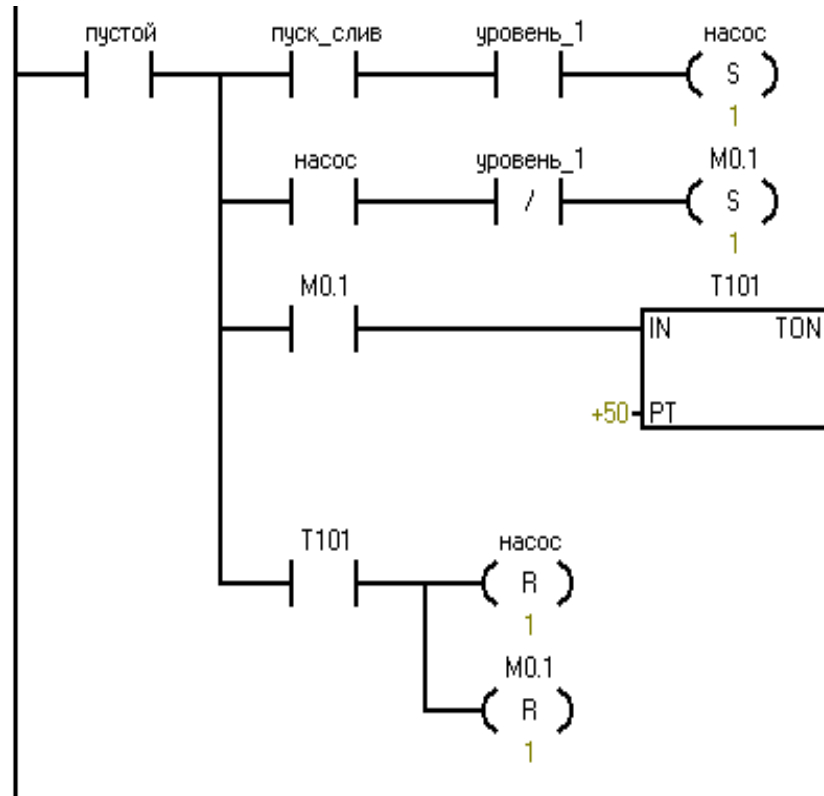 пустой пуск_слив уровень_1 насос
S
1
насос уровень_1 M0.1
/ S
1
M0.1 T101
IN TON
+50 PT
T101 насос
R
1
M0.1
R
1